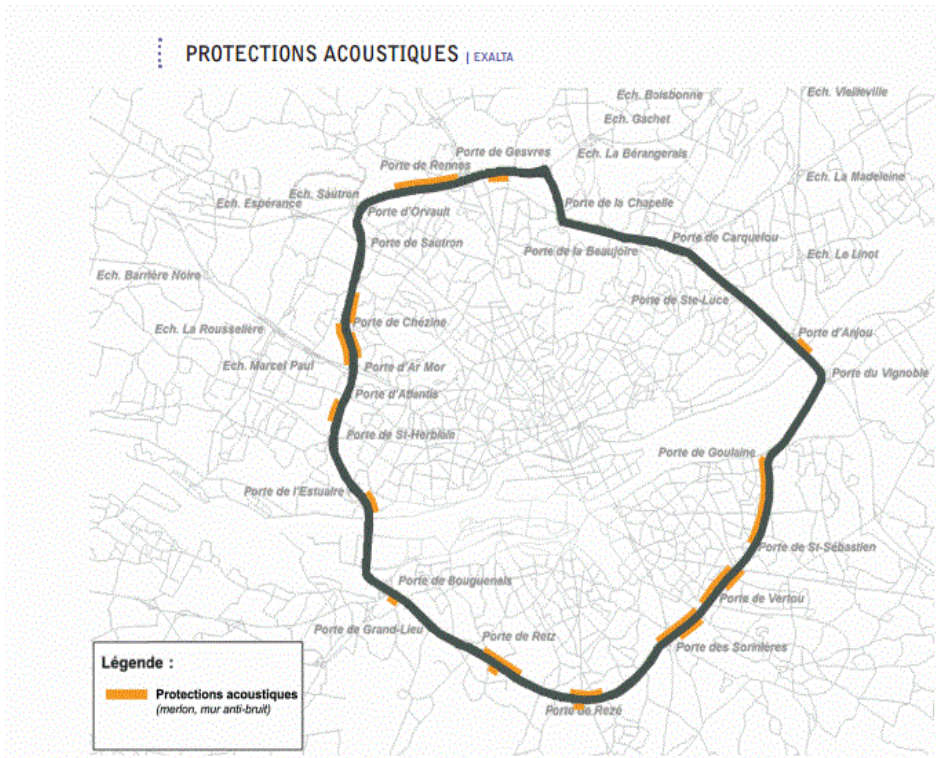 PROTECTIONS ACOUSTIQUES | EXALTA
Ech. Boisbonne
Ech. Vieilleville
Ech. Gachet
Porte de Gesvres
Ech. La Bérangerais
Porte de Rennes
Ech. La Madeleine
Ech. Sautron
Ech. Espérance
Porte de la Chapelle
Porte d'Orvault
Porte de Carquefou
Porte de Sautron
Porte de la Beaujoire
Ech. Le Linot
Ech. Barrière Noire
Porte de Ste-Luce
Porte de Chézine
Ech. La Rousselière
Porte d'Anjou
Ech. Marcel Paul
Porte d'Ar Mor
Porte du Vignoble
Porte d'Atlantis
Porte de St-Herblain
Porte de Goulaine
Porte de l'Estuaire
Porte de St-Sébastien
Porte de Bouguenais
Porte de Vertou
Porte de Grand-Lieu
Porte de Retz
Porte des Sorinières
Porte de Rezé
Légende :
Protections acoustiques
(merlon, mur anti-bruit)